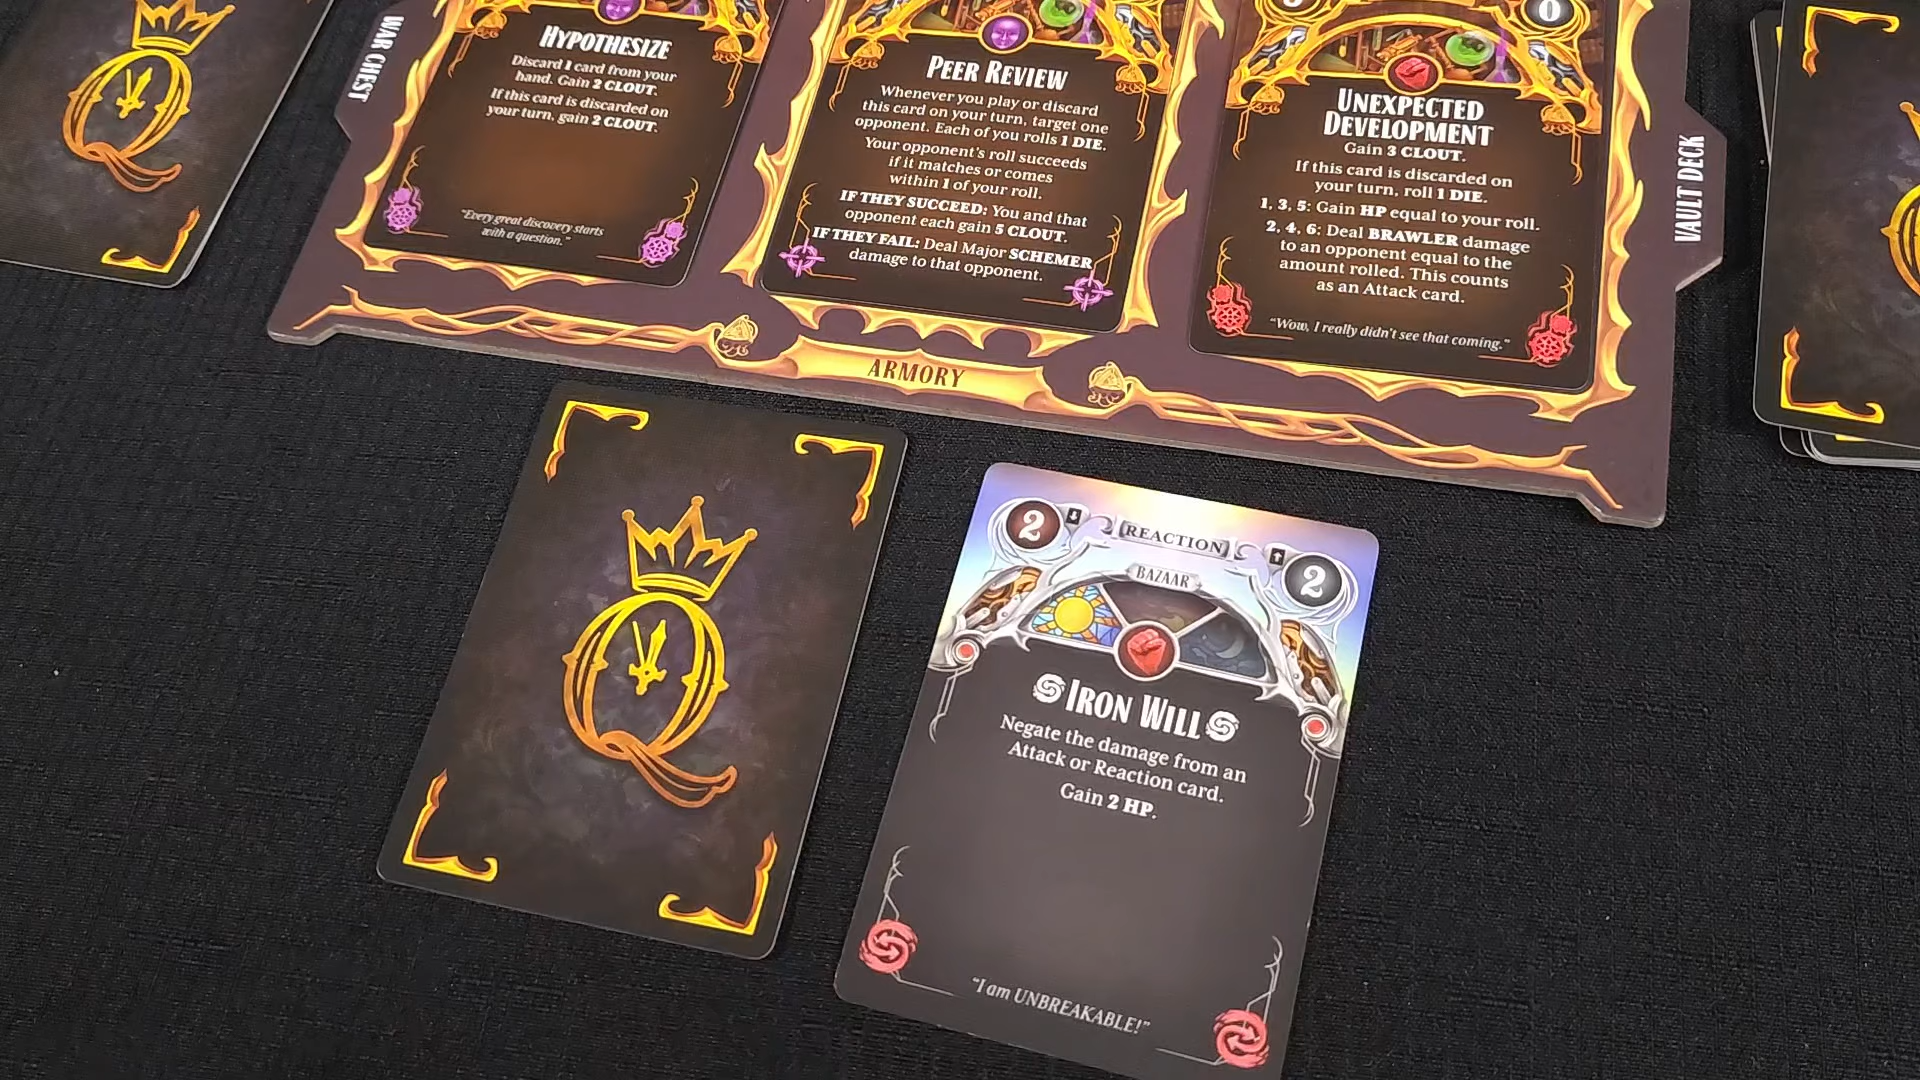 WAR CHEST
HYPOTHESIZE
Discard 1 card from your
hand. Gain 2 CLOUT.
If this card is discarded on
your turn, gain 2 CLOUT.
"Every great discovery starts
with a question."
PEER REVIEW
Whenever you play or discard
this card on your turn, target one
opponent. Each of you rolls 1 DIE.
Your opponent's roll succeeds
if it matches or comes
within 1 of your roll.
IF THEY SUCCEED: You and that
opponent each gain 5 CLOUT.
IF THEY FAIL: Deal Major SCHEMER
damage to that opponent.
0
UNEXPECTED
DEVELOPMENT
Gain 3 CLOUT.
If this card is discarded on
your turn, roll 1 DIE.
1, 3, 5: Gain HP equal to your roll.
2, 4, 6: Deal BRAWLER damage
to an opponent equal to the
amount rolled. This counts
as an Attack card.
"Wow, I really didn't see that coming."
VAULT DECK
ARMORY
Q
Q
2
REACTION
2
BAZAAR
IRON WILL
Negate the damage from an
Attack or Reaction card.
Gain 2 HP.
"I am UNBREAKABLE!"